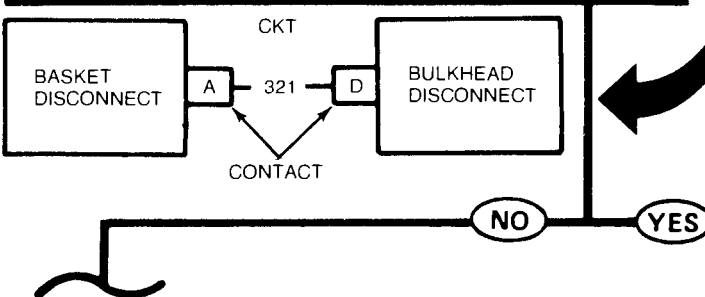 CKT
BASKET
DISCONNECT
A
321
D
BULKHEAD
DISCONNECT
CONTACT
NO
YES